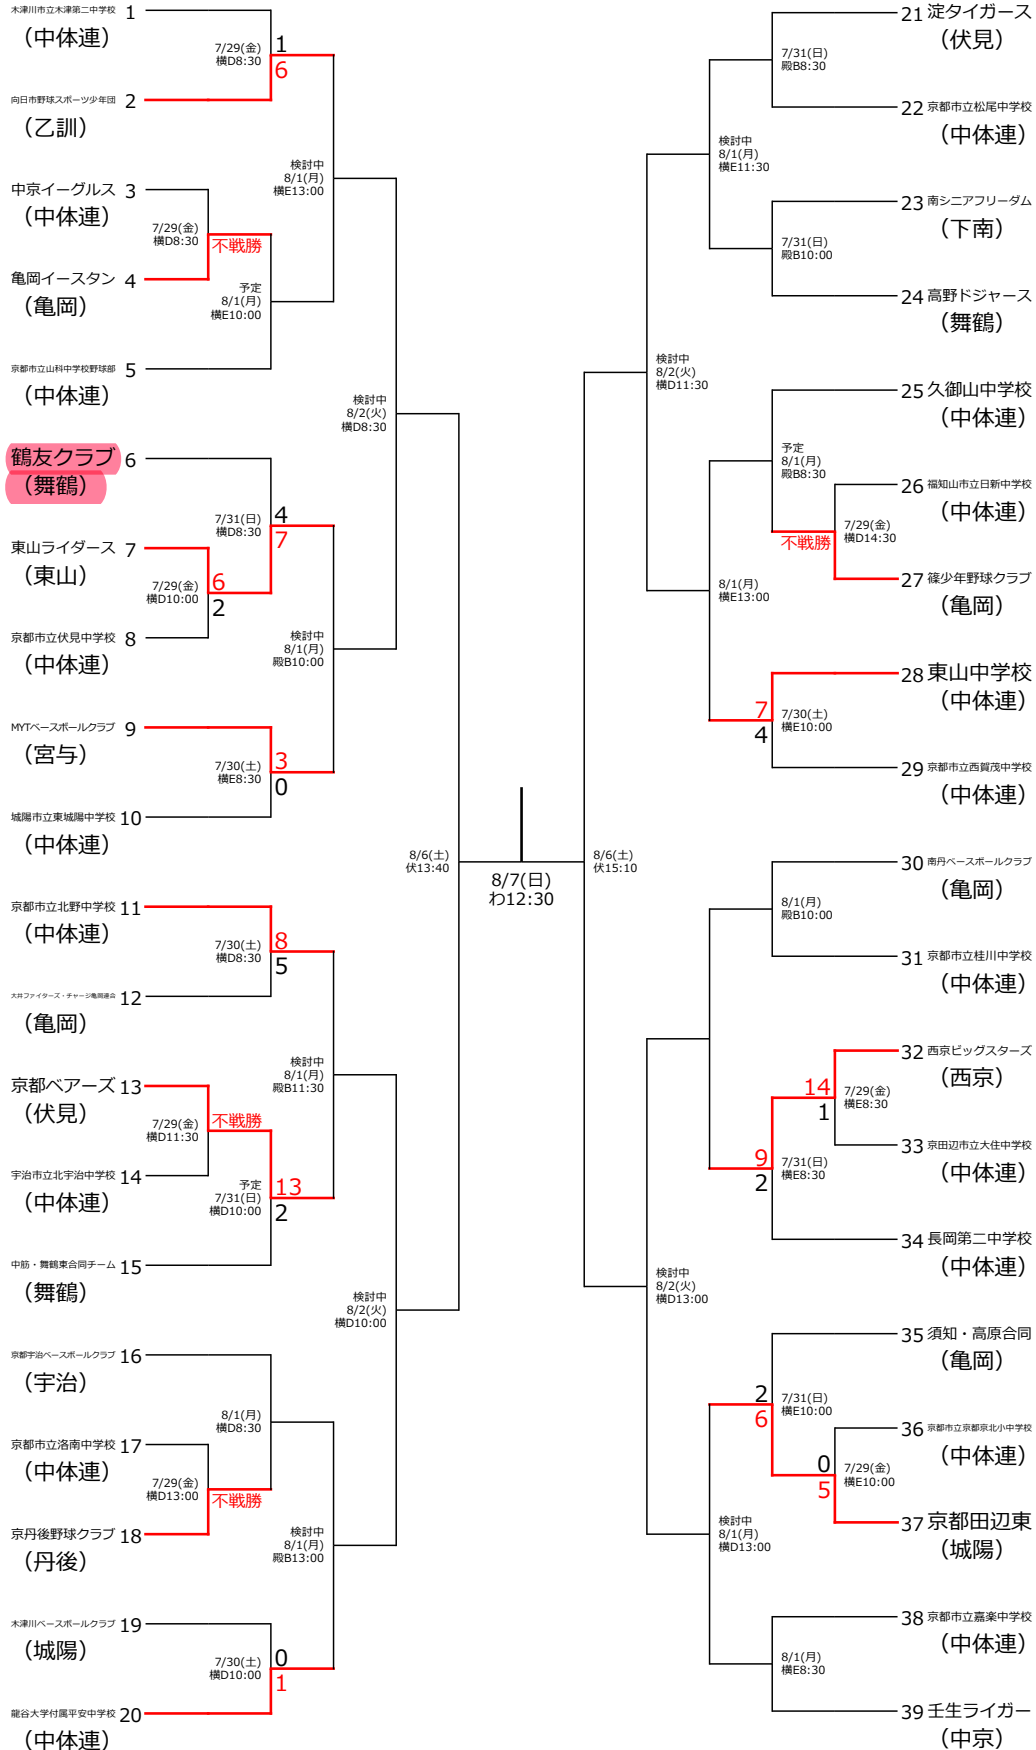 木津川市立木津第二中学校 1
(中体連)
7/29(金)
横D8:30
1
6
向日市野球スポーツ少年団 2
(乙訓)
検討中
8/1(月)
横E13:00
中京イーグルス 3
(中体連)
7/29(金)
横D8:30
不戦勝
亀岡イースタン 4
(亀岡)
予定
8/1(月)
横E10:00
京都市立山科中学校野球部 5
(中体連)
検討中
8/2(火)
横D8:30
鶴友クラブ 6
(舞鶴)
7/31(日)
横D8:30
4
7
東山ライダース 7
(東山)
7/29(金)
横D10:00
6
2
京都市立伏見中学校 8
(中体連)
検討中
8/1(月)
殿B10:00
MYTベースボールクラブ 9
(宮与)
7/30(土)
横E8:30
3
0
城陽市立東城陽中学校 10
(中体連)
8/6(土)
伏13:40
8/7(日)
わ12:30
京都市立北野中学校 11
(中体連)
7/30(土)
横D8:30
8
5
大井ファイターズ・チャージ亀岡連合 12
(亀岡)
検討中
8/1(月)
殿B11:30
京都ベアーズ 13
(伏見)
7/29(金)
横D11:30
不戦勝
宇治市立北宇治中学校 14
(中体連)
予定
7/31(日)
横D10:00
13
2
中筋・舞鶴東合同チーム 15
(舞鶴)
検討中
8/2(火)
横D10:00
京都宇治ベースボールクラブ 16
(宇治)
8/1(月)
横D8:30
京都市立洛南中学校 17
(中体連)
7/29(金)
横D13:00
不戦勝
京丹後野球クラブ 18
(丹後)
検討中
8/1(月)
殿B13:00
木津川ベースボールクラブ 19
(城陽)
7/30(土)
横D10:00
0
1
龍谷大学付属平安中学校 20
(中体連)
21 淀タイガース
(伏見)
7/31(日)
殿B8:30
22 京都市立松尾中学校
(中体連)
検討中
8/1(月)
横E11:30
23 南シニアフリーダム
(下南)
7/31(日)
殿B10:00
24 高野ドジャース
(舞鶴)
検討中
8/2(火)
横D11:30
25 久御山中学校
(中体連)
予定
8/1(月)
殿B8:30
26 福知山市立日新中学校
(中体連)
7/29(金)
横D14:30
不戦勝
27 篠少年野球クラブ
(亀岡)
8/1(月)
横E13:00
28 東山中学校
(中体連)
7
4
7/30(土)
横E10:00
29 京都市立西賀茂中学校
(中体連)
8/6(土)
伏15:10
30 南丹ベースボールクラブ
(亀岡)
8/1(月)
殿B10:00
31 京都市立桂川中学校
(中体連)
32 西京ビッグスターズ
(西京)
14
1
7/29(金)
横E8:30
33 京田辺市立大住中学校
(中体連)
9
2
7/31(日)
横E8:30
34 長岡第二中学校
(中体連)
検討中
8/2(火)
横D13:00
35 須知・高原合同
(亀岡)
2
6
7/31(日)
横E10:00
36 京都市立京都京北小中学校
(中体連)
0
5
7/29(金)
横E10:00
37 京都田辺東
(城陽)
検討中
8/1(月)
横D13:00
38 京都市立嘉楽中学校
(中体連)
8/1(月)
横E8:30
39 壬生ライガー
(中京)